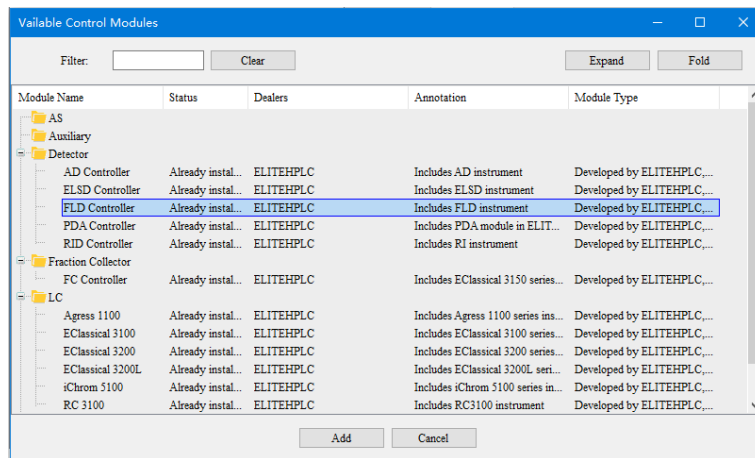 Vailable Control Modules
Filter: Clear Expand Fold
Module Name Status Dealers Annotation Module Type
AS
Auxiliary
Detector
AD Controller Already instal... ELITEHPLC Includes AD instrument Developed by ELITEHPLC,...
ELSD Controller Already instal... ELITEHPLC Includes ELSD instrument Developed by ELITEHPLC,...
FLD Controller Already instal... ELITEHPLC Includes FLD instrument Developed by ELITEHPLC,...
PDA Controller Already instal... ELITEHPLC Includes PDA module in ELIT... Developed by ELITEHPLC,...
RID Controller Already instal... ELITEHPLC Includes RI instrument Developed by ELITEHPLC,...
Fraction Collector
FC Controller Already instal... ELITEHPLC Includes EClassical 3150 series... Developed by ELITEHPLC,...
LC
Agress 1100 Already instal... ELITEHPLC Includes Agress 1100 series ins... Developed by ELITEHPLC,...
EClassical 3100 Already instal... ELITEHPLC Includes EClassical 3100 series... Developed by ELITEHPLC,...
EClassical 3200 Already instal... ELITEHPLC Includes EClassical 3200 series... Developed by ELITEHPLC,...
EClassical 3200L Already instal... ELITEHPLC Includes EClassical 3200L seri... Developed by ELITEHPLC,...
iChrom 5100 Already instal... ELITEHPLC Includes iChrom 5100 series in... Developed by ELITEHPLC,...
RC 3100 Already instal... ELITEHPLC Includes RC3100 instrument Developed by ELITEHPLC,...
Add Cancel